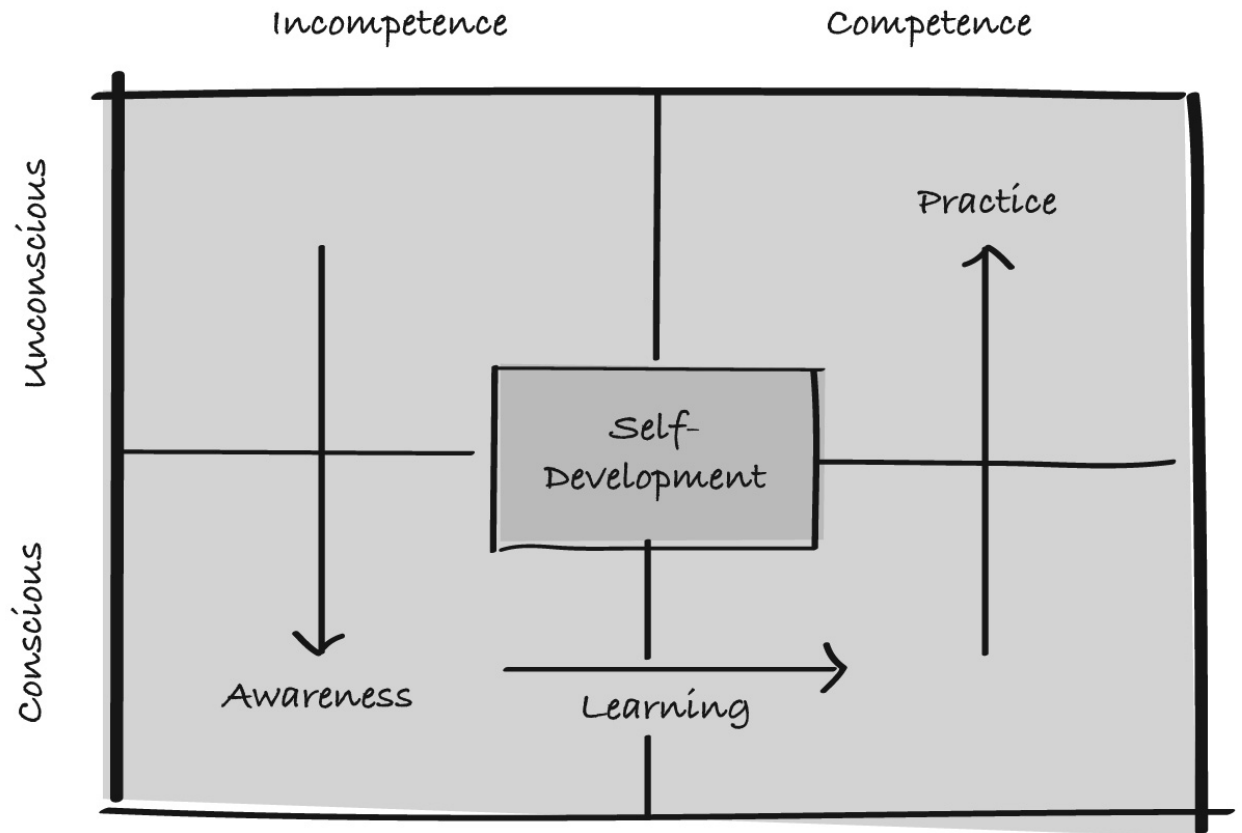 Incompetence
Competence
Unconscious
Practice
Self-
Development
Conscious
Awareness
Learning